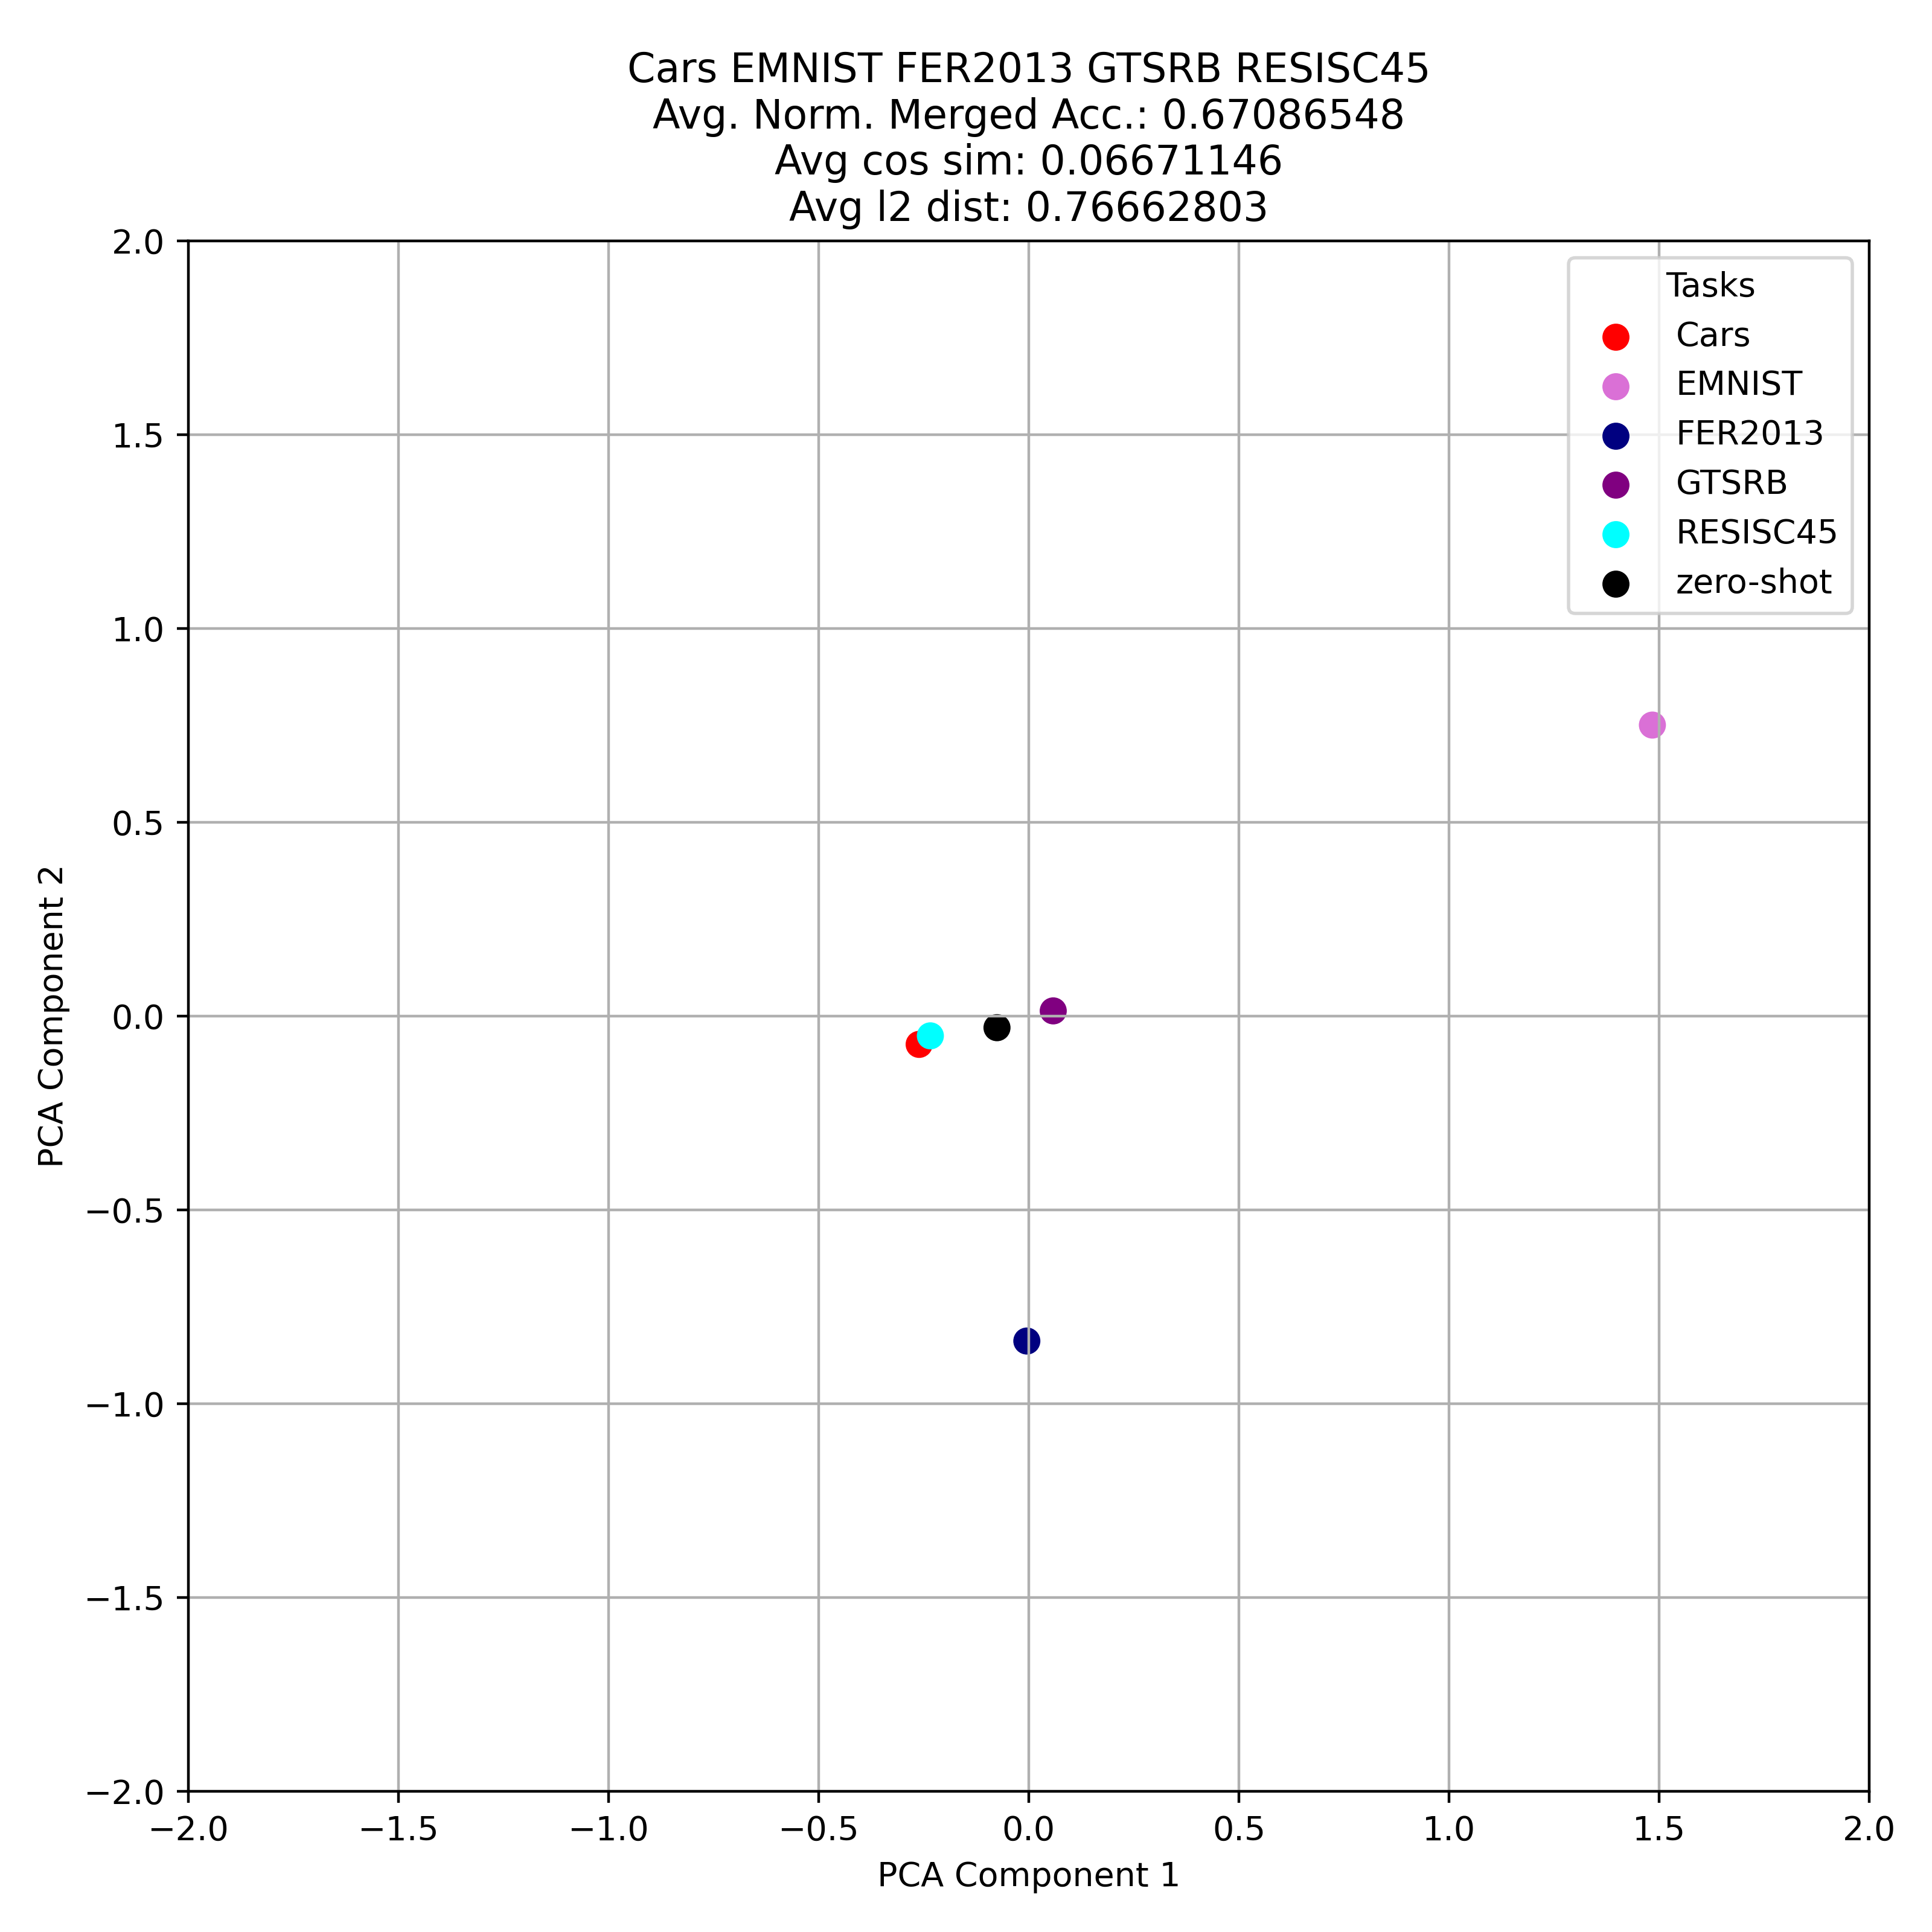 Cars EMNIST FER2013 GTSRB RESISC45
Avg. Norm. Merged Acc.: 0.67086548
Avg cos sim: 0.06671146
Avg l2 dist: 0.76662803
Tasks
Cars
EMNIST
FER2013
GTSRB
RESISC45
zero-shot
2.0
1.5
1.0
0.5
0.0
−0.5
−1.0
−1.5
−2.0
PCA Component 2
−2.0 −1.5 −1.0 −0.5 0.0 0.5 1.0 1.5 2.0
PCA Component 1